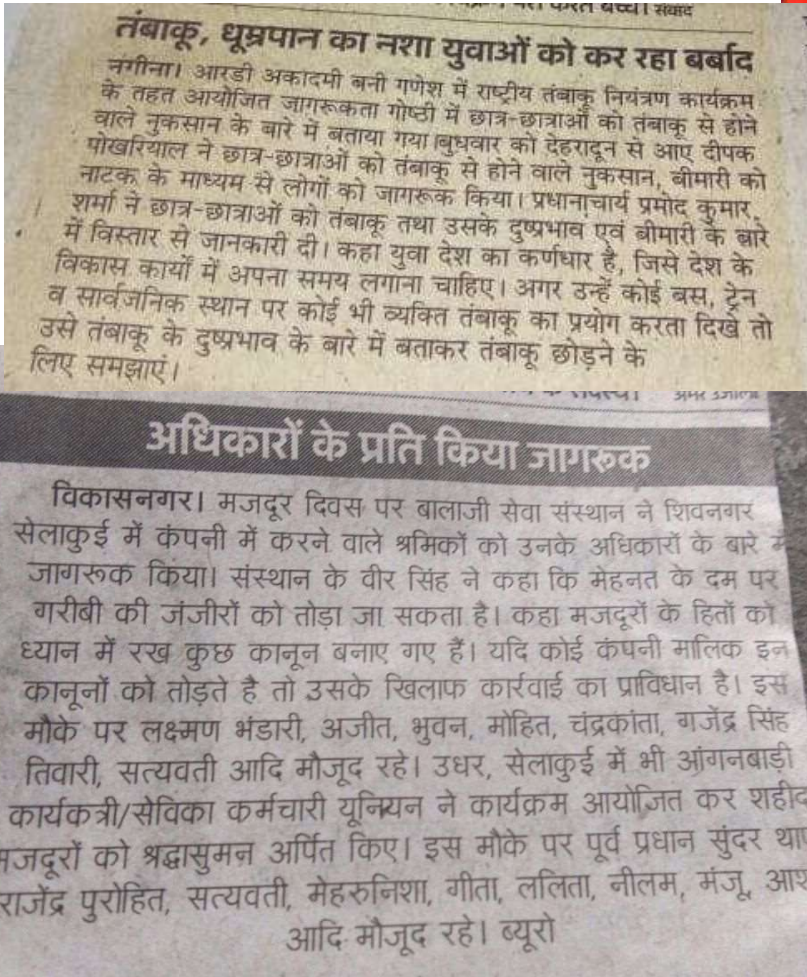 करते बच्चे। संवाद
तंबाकू, धूम्रपान का नशा युवाओं को कर रहा बर्बाद
नगीना। आरडी अकादमी बनी गणेश में राष्ट्रीय तंबाकू नियंत्रण कार्यक्रम
के तहत आयोजित जागरूकता गोष्ठी में छात्र-छात्राओं को तंबाकू से होने
वाले नुकसान के बारे में बताया गया।बुधवार को देहरादून से आए दीपक
पोखरियाल ने छात्र-छात्राओं को तंबाकू से होने वाले नुकसान, बीमारी को
नाटक के माध्यम से लोगों को जागरूक किया। प्रधानाचार्य प्रमोद कुमार
शर्मा ने छात्र-छात्राओं को तंबाकू तथा उसके दुष्प्रभाव एवं बीमारी के बारे
में विस्तार से जानकारी दी। कहा युवा देश का कर्णधार है, जिसे देश के
विकास कार्यों में अपना समय लगाना चाहिए। अगर उन्हें कोई बस, ट्रेन
व सार्वजनिक स्थान पर कोई भी व्यक्ति तंबाकू का प्रयोग करता दिखे तो
उसे तंबाकू के दुष्प्रभाव के बारे में बताकर तंबाकू छोड़ने के
लिए समझाएं।
अमर उजाला
अधिकारों के प्रति किया जागरूक
विकासनगर। मजदूर दिवस पर बालाजी सेवा संस्थान ने शिवनगर
सेलाकुई में कंपनी में करने वाले श्रमिकों को उनके अधिकारों के बारे में
जागरूक किया। संस्थान के वीर सिंह ने कहा कि मेहनत के दम पर
गरीबी की जंजीरों को तोड़ा जा सकता है। कहा मजदूरों के हितों को
ध्यान में रख कुछ कानून बनाए गए हैं। यदि कोई कंपनी मालिक इन
कानूनों को तोड़ते है तो उसके खिलाफ कार्रवाई का प्राविधान है। इस
मौके पर लक्ष्मण भंडारी, अजीत, भुवन, मोहित, चंद्रकांता, गजेंद्र सिंह
तिवारी, सत्यवती आदि मौजूद रहे। उधर, सेलाकुई में भी आंगनबाड़ी
कार्यकत्री/सेविका कर्मचारी यूनियन ने कार्यक्रम आयोजित कर शहीद
मजदूरों को श्रद्धासुमन अर्पित किए। इस मौके पर पूर्व प्रधान सुंदर
राजेंद्र पुरोहित, सत्यवती, मेहरुनिशा, गीता, ललिता, नीलम, मंजू,
आदि मौजूद रहे। ब्यूरो